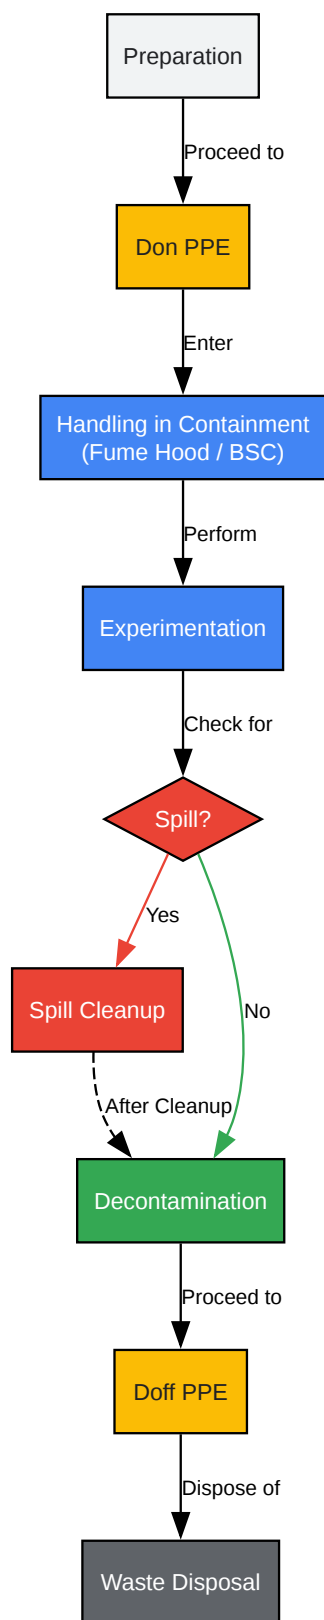 Preparation
Proceed to
Don PPE
Enter
Handling in Containment
(Fume Hood / BSC)
Perform
Experimentation
Check for
Spill?
Yes
Spill Cleanup
No
After Cleanup
Decontamination
Proceed to
Doff PPE
Dispose of
Waste Disposal